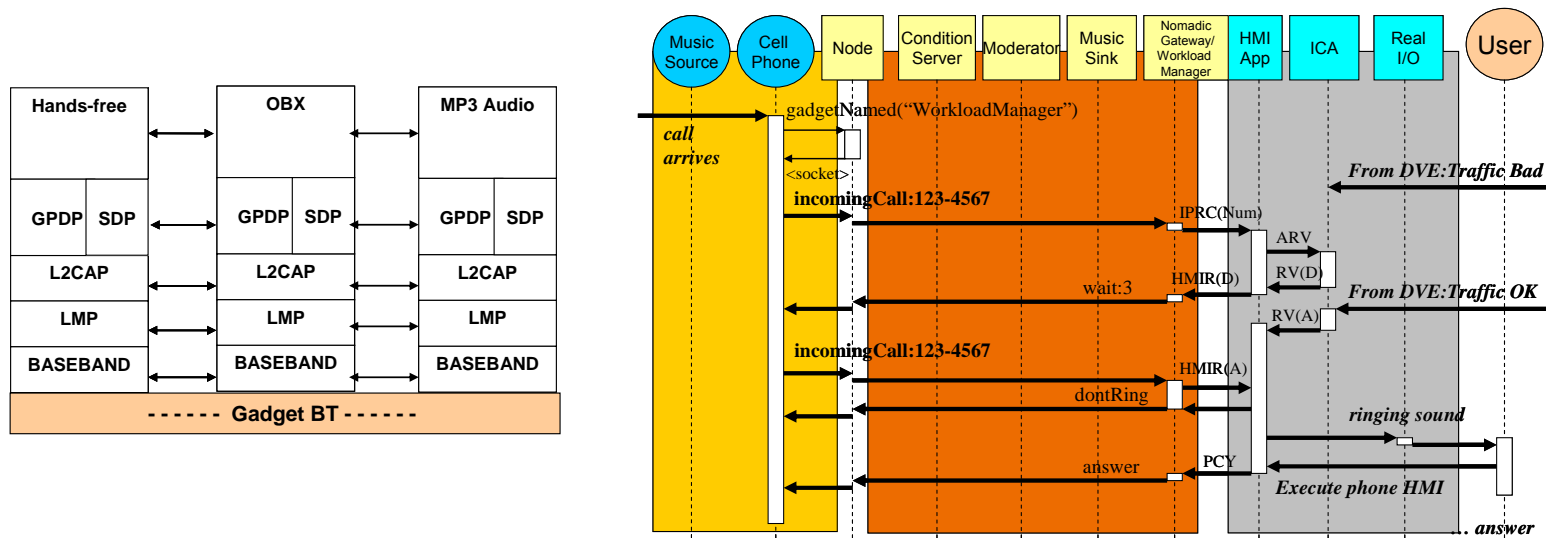 Hands-free
OBX
MP3 Audio
GPDP SDP
GPDP SDP
GPDP SDP
L2CAP
L2CAP
L2CAP
LMP
LMP
LMP
BASEBAND
BASEBAND
BASEBAND
- - - - - - Gadget BT - - - - - -
Music
Source
Cell
Phone
Node
Condition
Server
Moderator
Music
Sink
Nomadic
Gateway/
Workload
Manager
HMI
App
ICA
Real
I/O
User
gadgetNamed("WorkloadManager")
call
arrives
<socket>
From DVE:Traffic Bad
incomingCall:123-4567
IPRC(Num)
ARV
RV(D)
HMIR(D)
wait:3
From DVE:Traffic OK
RV(A)
incomingCall:123-4567
HMIR(A)
dontRing
ringing sound
PCY
answer
Execute phone HMI
... answer